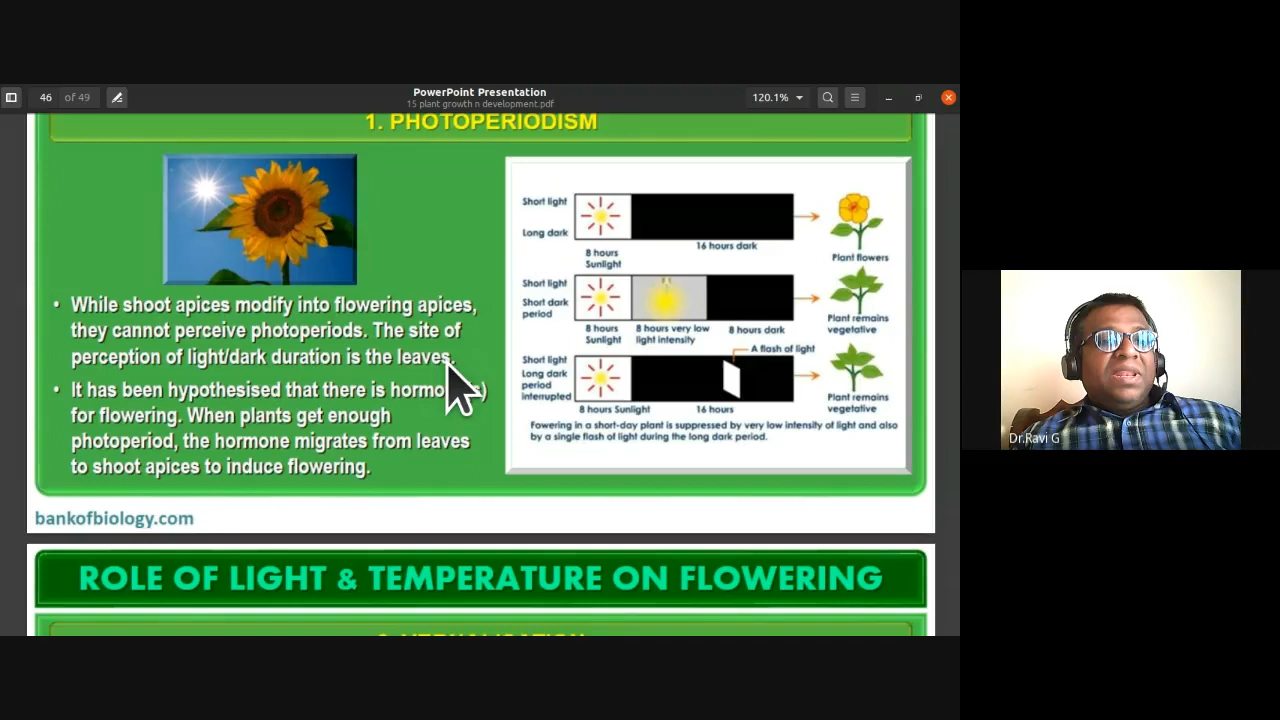 46 of 49
PowerPoint Presentation
15 plant growth n development.pdf
120.1%
1. PHOTOPERIODISM
• While shoot apices modify into flowering apices,
they cannot perceive photoperiods. The site of
perception of light/dark duration is the leaves.
• It has been hypothesised that there is )
for flowering. When plants get enough
photoperiod, the hormone migrates from leaves
to shoot apices to induce flowering.
Short light
Long dark
8 hours
Sunlight
16 hours dark
Plant flowers
Short light
Short dark
period
8 hours
Sunlight
8 hours very low
light intensity
8 hours dark
Plant remains
vegetative
A flash of light
Short light
Long dark
period
interrupted
8 hours Sunlight
16 hours
Plant remains
vegetative
Fowering in a short-day plant is suppressed by very low intensity of light and also
by a single flash of light during the long dark period.
bankofbiology.com
ROLE OF LIGHT & TEMPERATURE ON FLOWERING
Dr.Ravi G